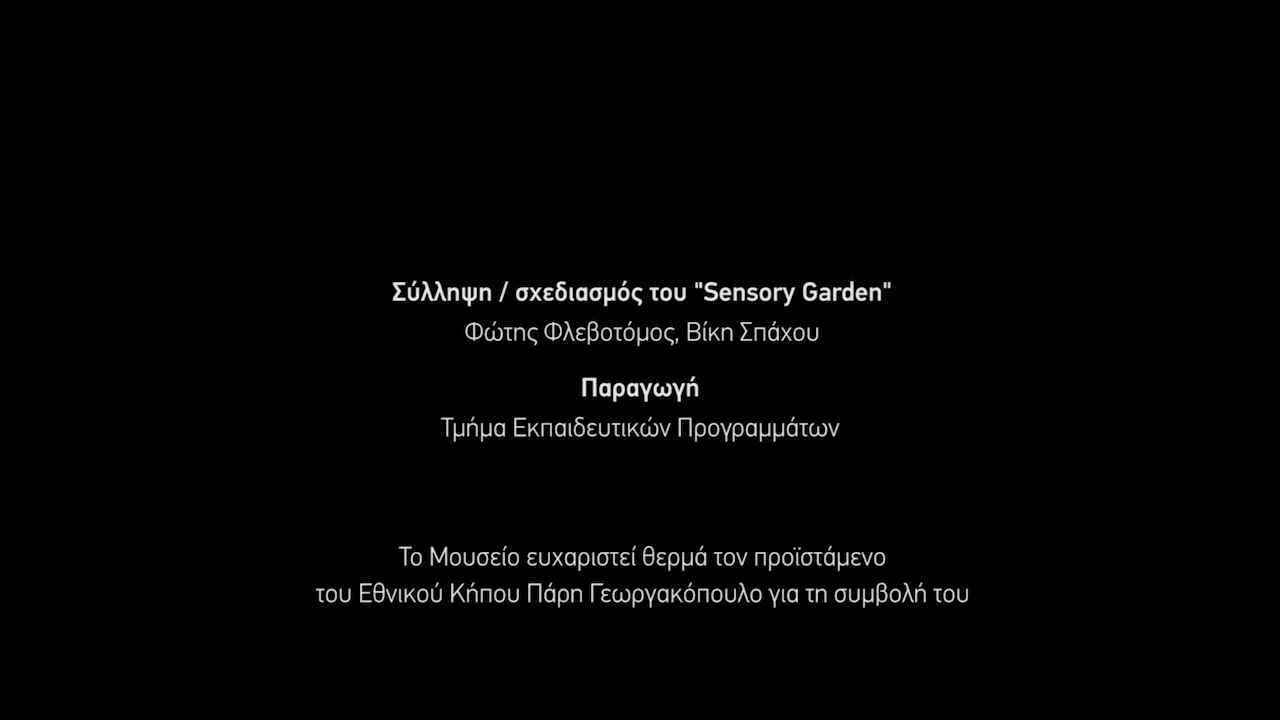 Σύλληψη / σχεδιασμός του "Sensory Garden"
Φώτης Φλεβοτόμος, Βίκη Σπάχου
Παραγωγή
Τμήμα Εκπαιδευτικών Προγραμμάτων
Το Μουσείο ευχαριστεί θερμά τον προϊστάμενο
του Εθνικού Κήπου Πάρη Γεωργακόπουλο για τη συμβολή του